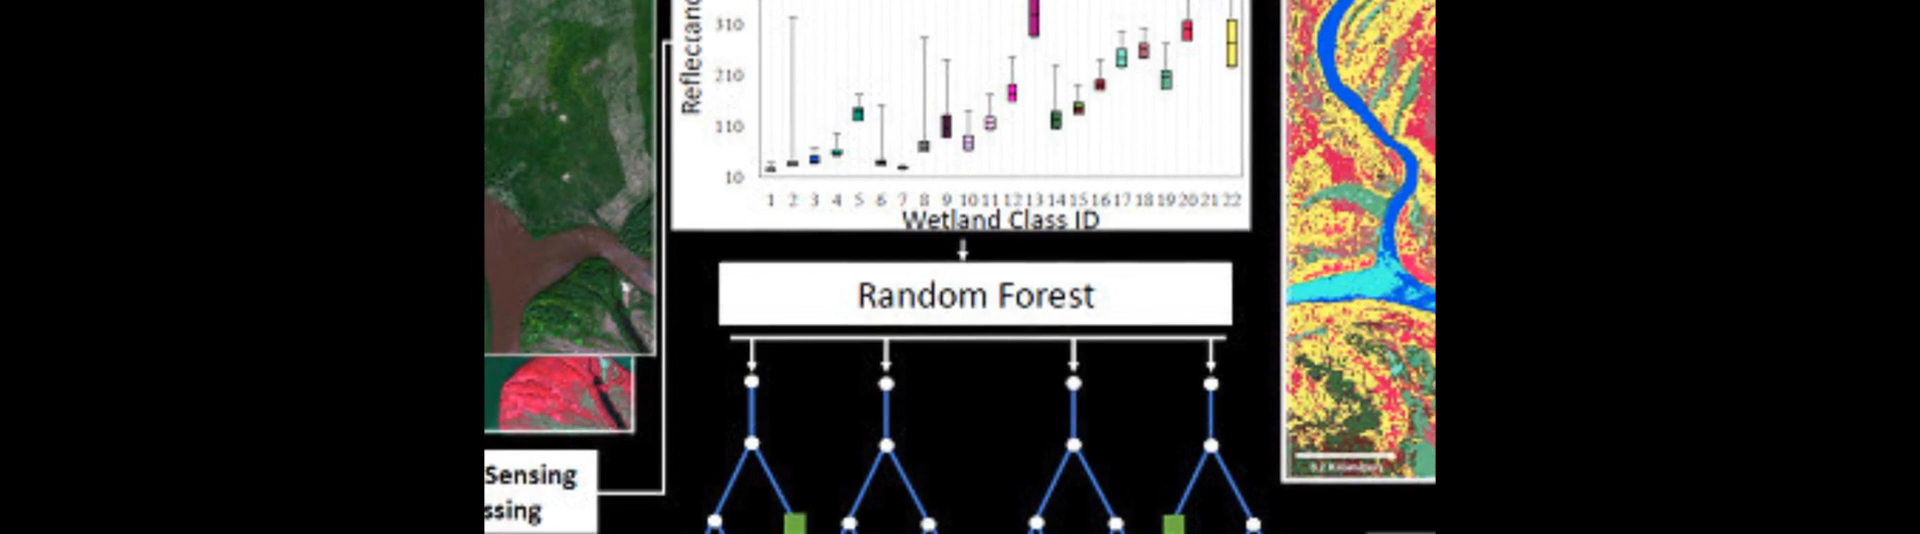 Reflectanc
310
210
110
10
1 2 3 4 5 6 7 8 9 10 11 12 13 14 15 16 17 18 19 20 21 22
Wetland Class ID
Random Forest
Sensing
ssing